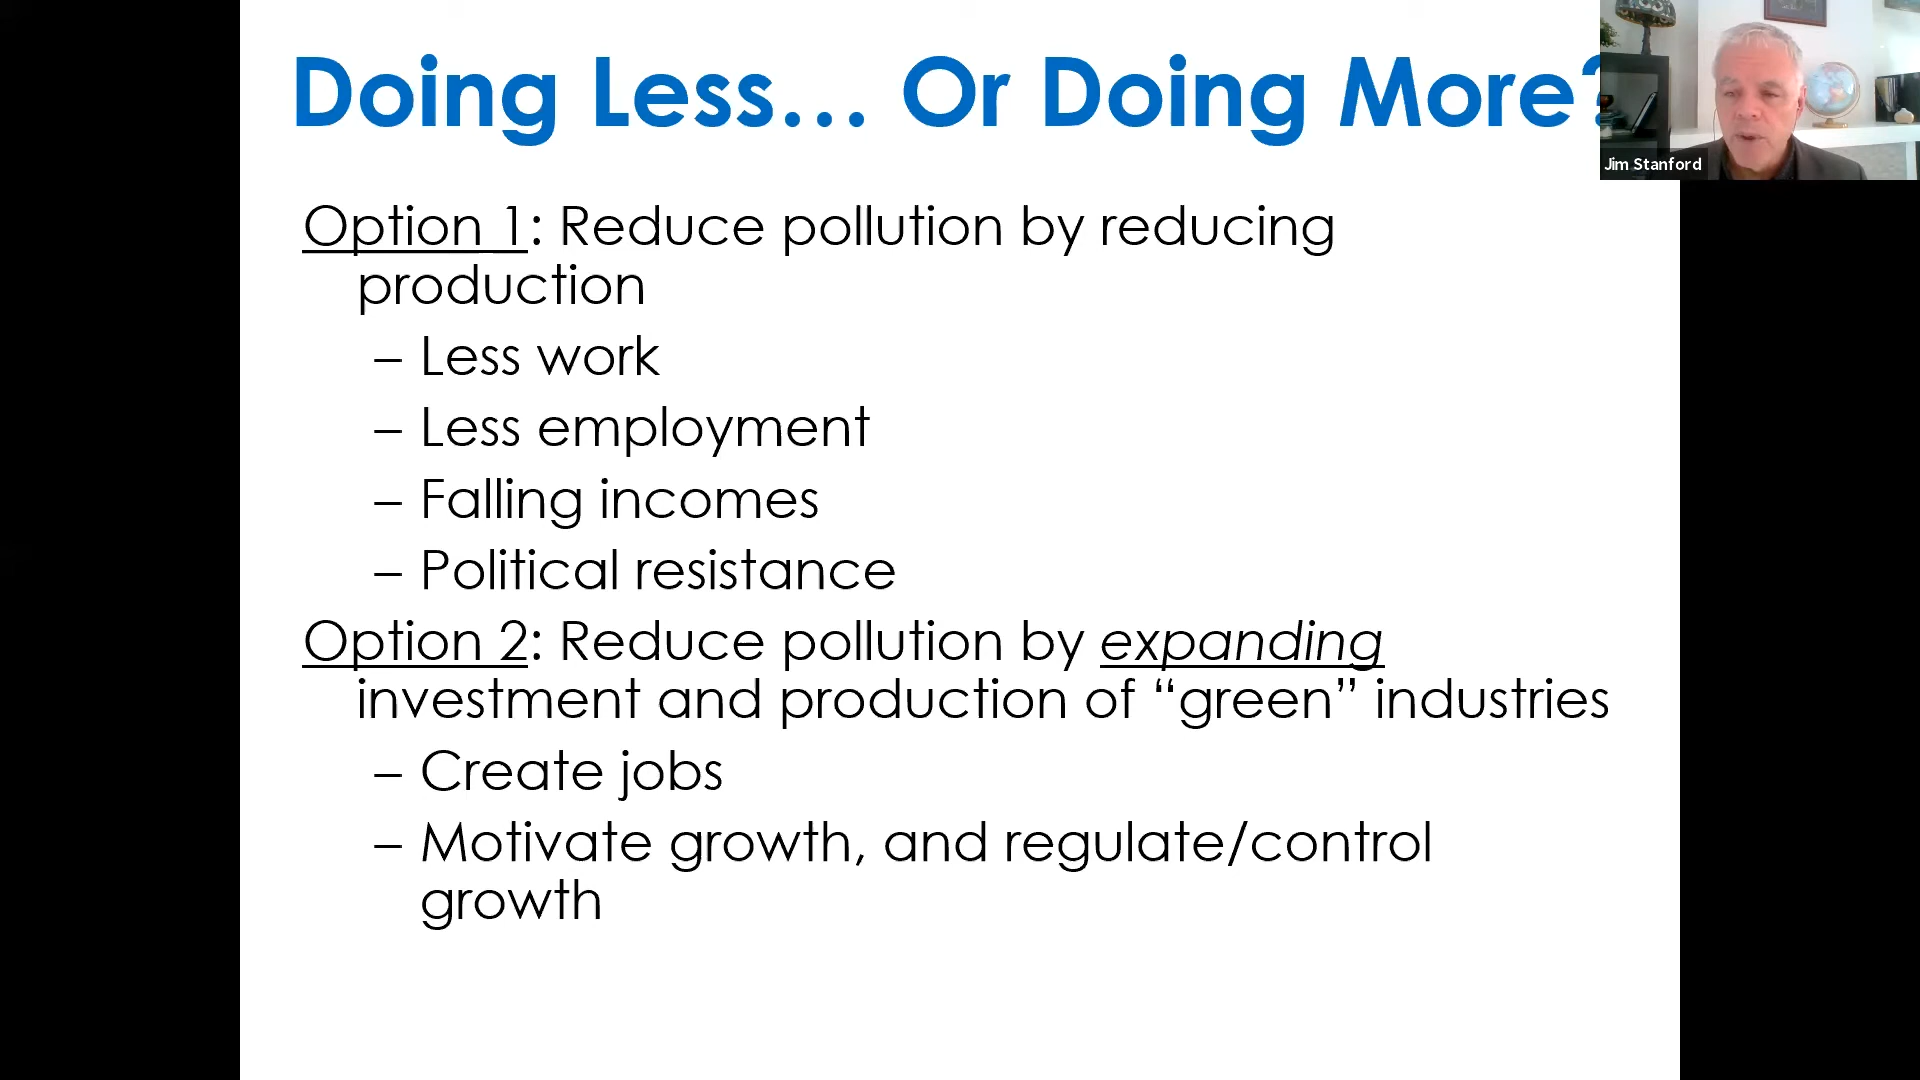 Doing Less... Or Doing More?
Jim Stanford
Option 1: Reduce pollution by reducing
production
– Less work
– Less employment
– Falling incomes
– Political resistance
Option 2: Reduce pollution by expanding
investment and production of “green” industries
– Create jobs
– Motivate growth, and regulate/control
growth